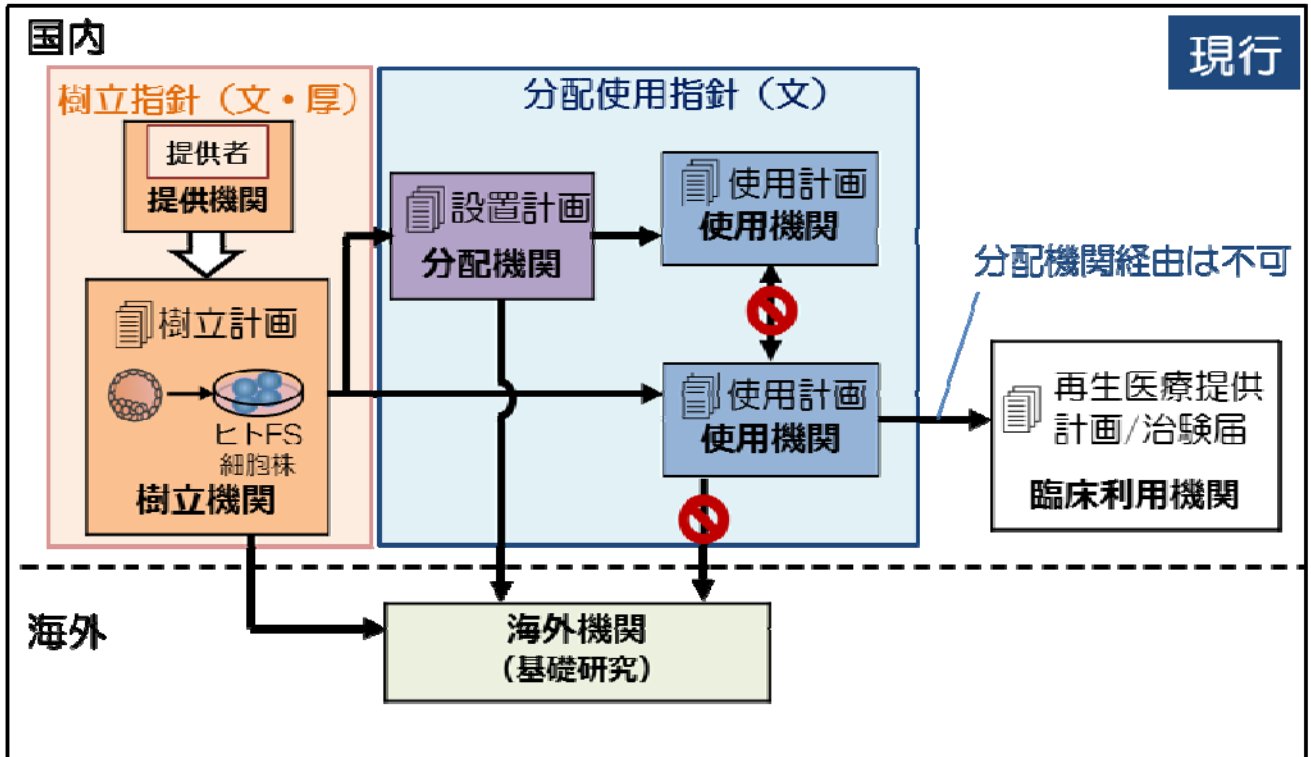 国内
現行
樹立指針（文・厚）
提供者
提供機関
樹立計画
ヒトES
細胞株
樹立機関
分配使用指針（文）
設置計画
分配機関
使用計画
使用機関
使用計画
使用機関
分配機関経由は不可
再生医療提供
計画/治験届
臨床利用機関
海外
海外機関
（基礎研究）